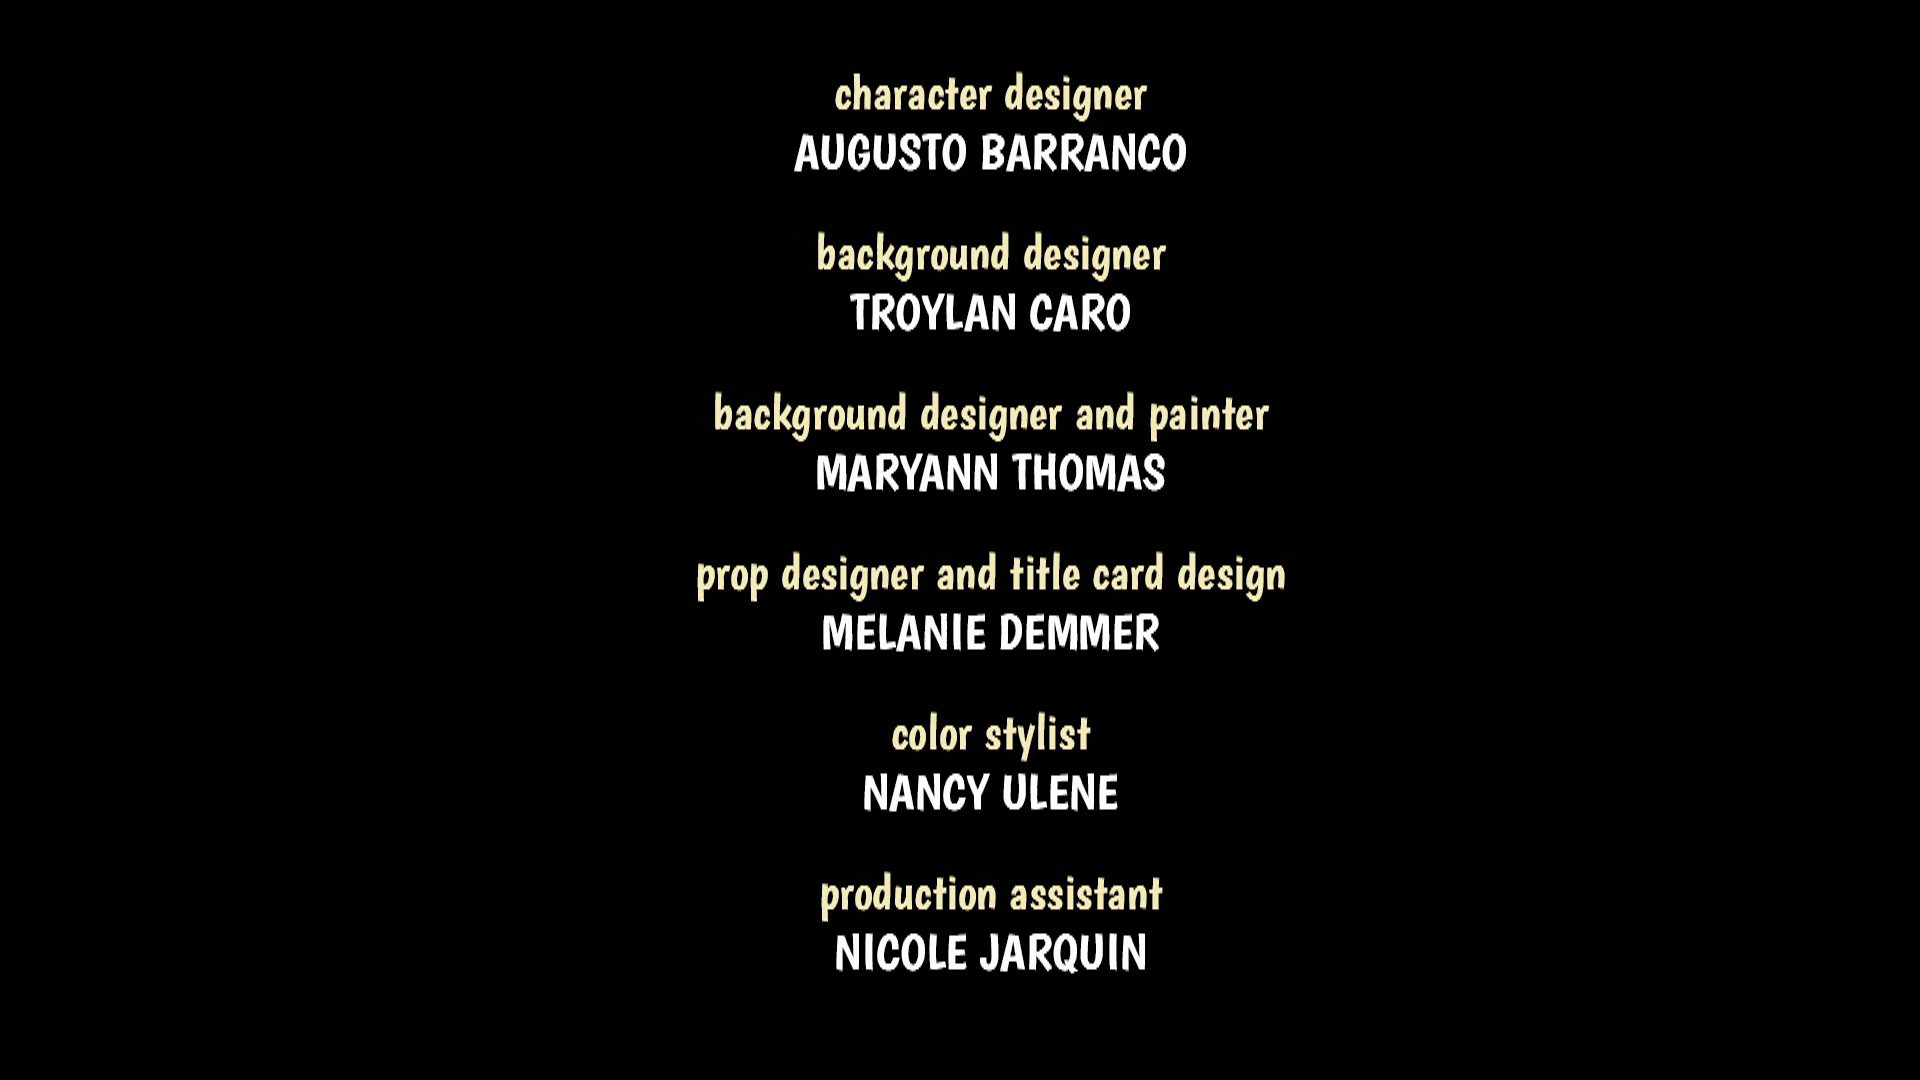 character designer
AUGUSTO BARRANCO
background designer
TROYLAN CARO
background designer and painter
MARYANN THOMAS
prop designer and title card design
MELANIE DEMMER
color stylist
NANCY ULENE
production assistant
NICOLE JARQUIN